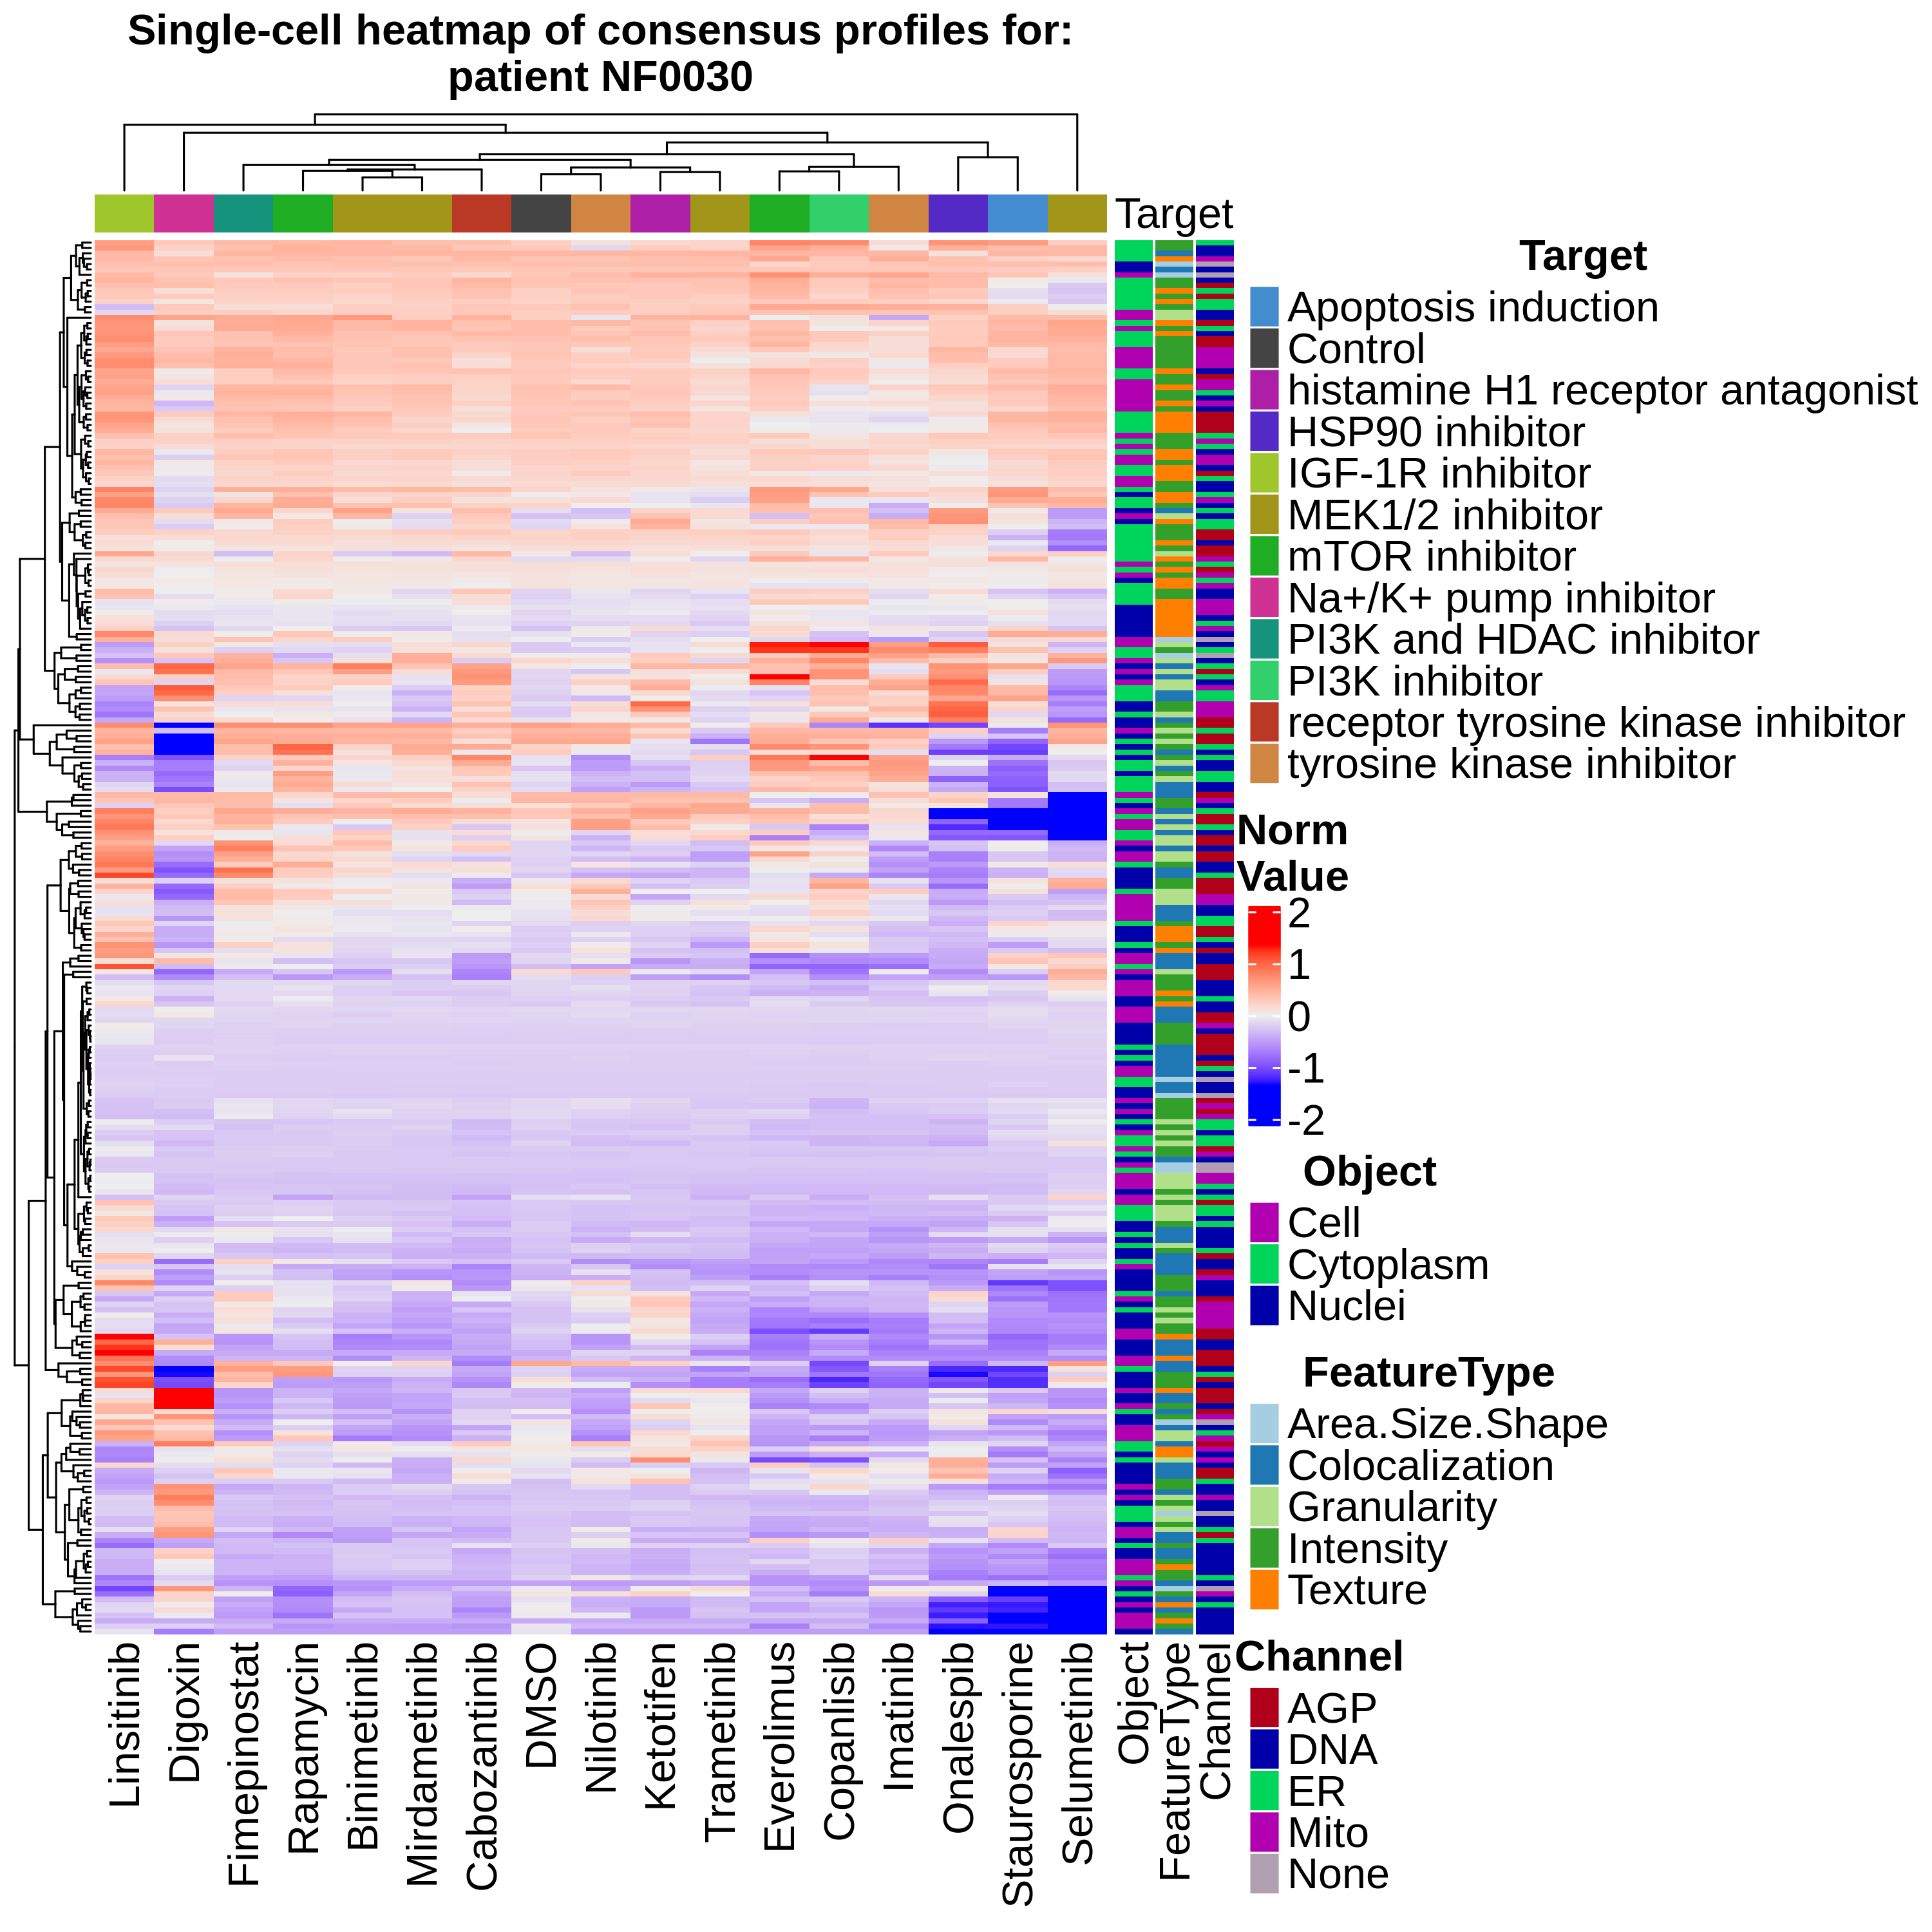 Single-cell heatmap of consensus profiles for:
patient NF0030
Target
Target
Apoptosis induction
Control
histamine H1 receptor antagonist
HSP90 inhibitor
IGF-1R inhibitor
MEK1/2 inhibitor
mTOR inhibitor
Na+/K+ pump inhibitor
PI3K and HDAC inhibitor
PI3K inhibitor
receptor tyrosine kinase inhibitor
tyrosine kinase inhibitor
Norm
Value
2
1
0
-1
-2
Object
Cell
Cytoplasm
Nuclei
FeatureType
Area.Size.Shape
Colocalization
Granularity
Intensity
Texture
Channel
AGP
DNA
ER
Mito
None
Linsitinib
Digoxin
Fimepinostat
Rapamycin
Binimetinib
Mirdametinib
Cabozantinib
DMSO
Nilotinib
Ketotifen
Trametinib
Everolimus
Copanlisib
Imatinib
Onalespib
Staurosporine
Selumetinib
Object
FeatureType
Channel